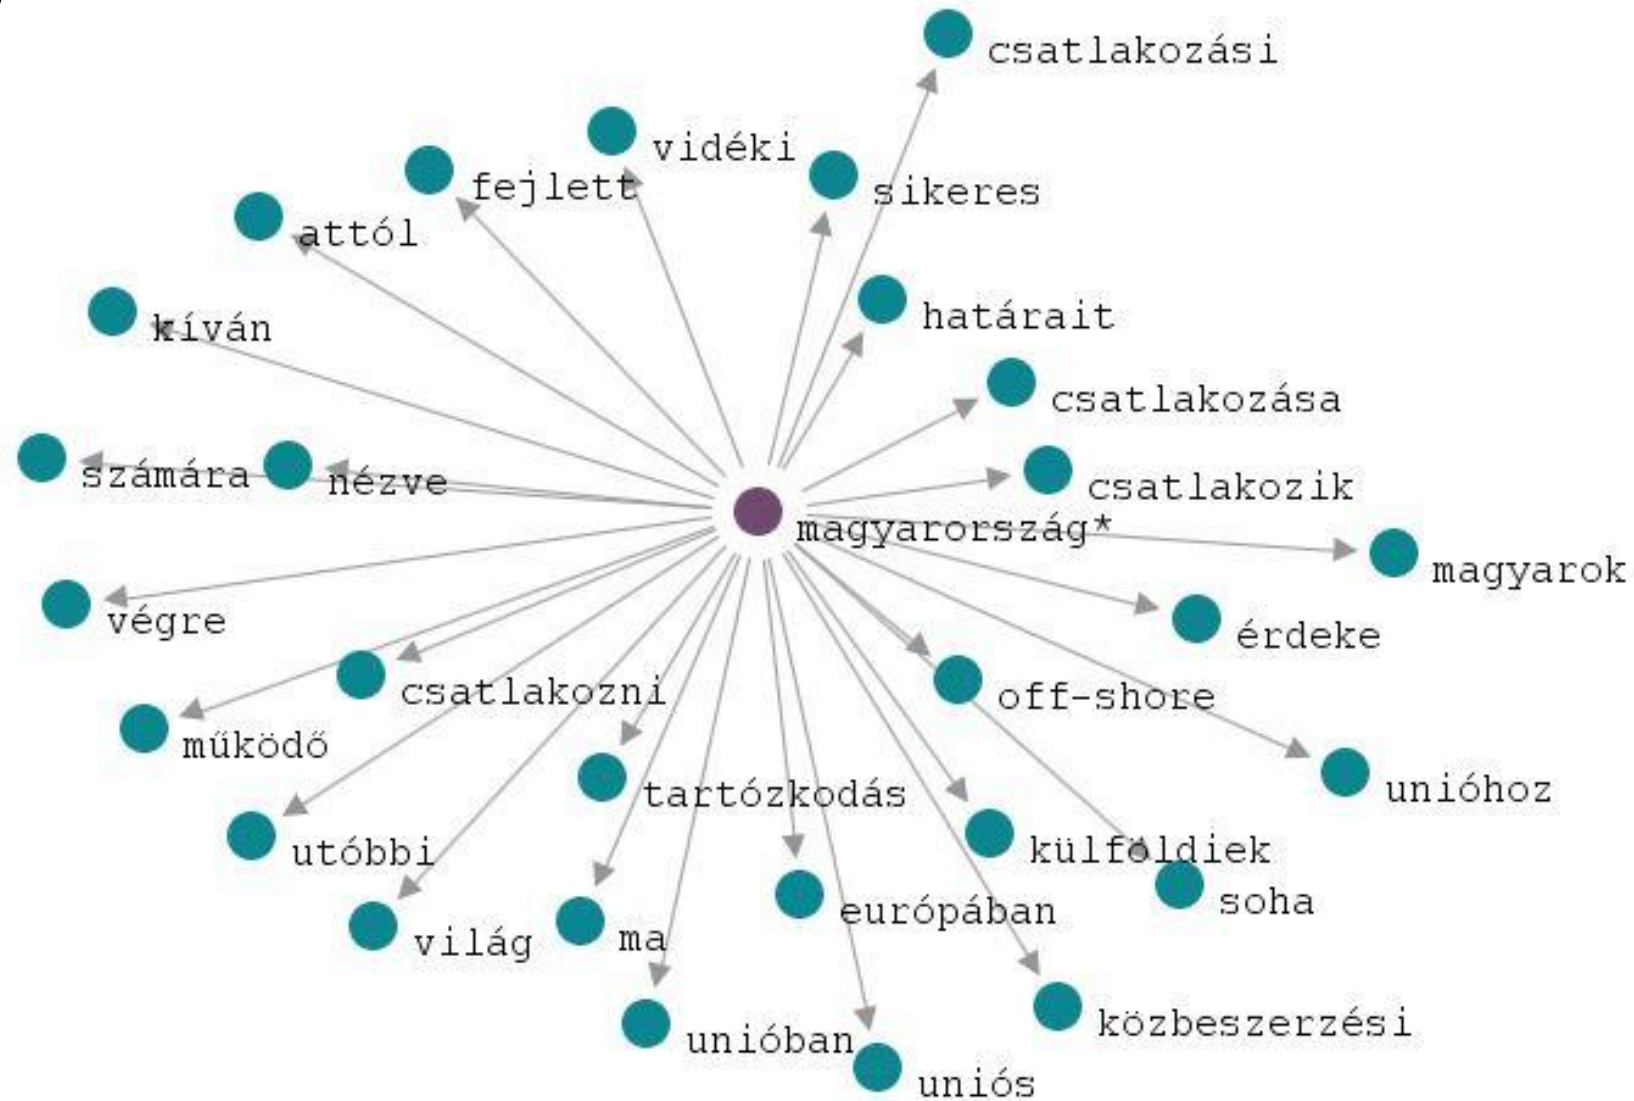 csatlakozási
vidéki
sikeres
fejlett
attól
határait
kíván
csatlakozása
számára
nézve
csatlakozik
magyarország*
magyarok
végre
érdeke
csatlakozni
off-shore
működő
tartózkodás
unióhoz
utóbbi
külföldiek
soha
európában
világ
ma
közbeszerzési
unióban
uniós